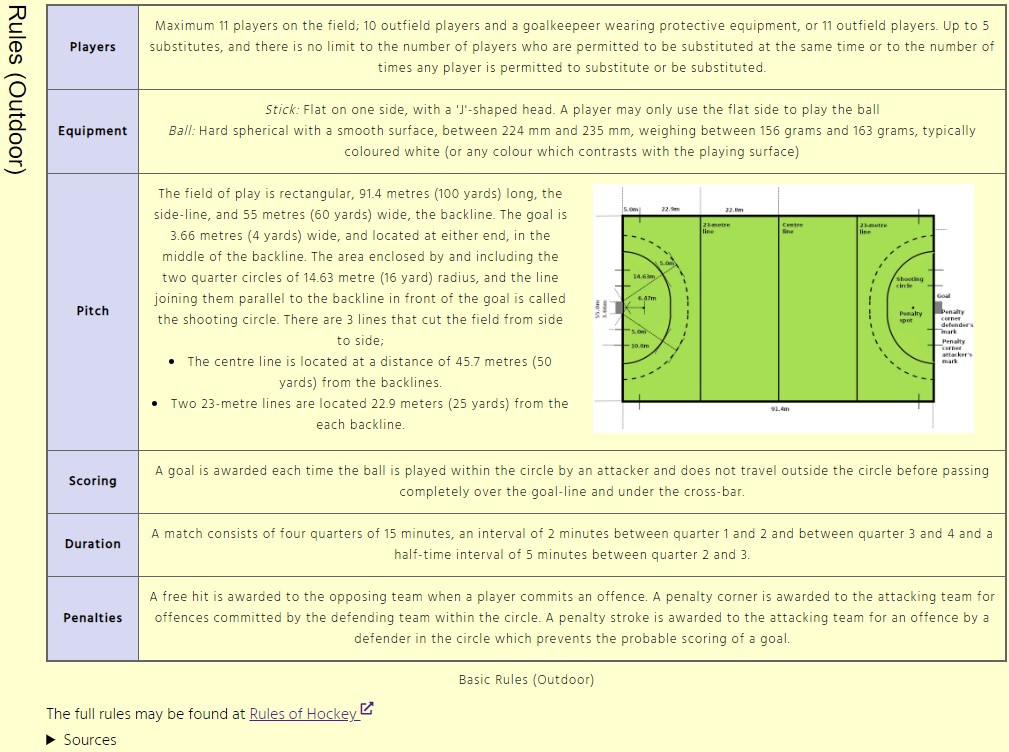 Rules (Outdoor)
Players
Maximum 11 players on the field; 10 outfield players and a goalkeepeer wearing protective equipment, or 11 outfield players. Up to 5
substitutes, and there is no limit to the number of players who are permitted to be substituted at the same time or to the number of
times any player is permitted to substitute or be substituted.
Equipment
Stick: Flat on one side, with a 'J'-shaped head. A player may only use the flat side to play the ball
Ball: Hard spherical with a smooth surface, between 224 mm and 235 mm, weighing between 156 grams and 163 grams, typically
coloured white (or any colour which contrasts with the playing surface)
Pitch
The field of play is rectangular, 91.4 metres (100 yards) long, the
side-line, and 55 metres (60 yards) wide, the backline. The goal is
3.66 metres (4 yards) wide, and located at either end, in the
middle of the backline. The area enclosed by and including the
two quarter circles of 14.63 metre (16 yard) radius, and the line
joining them parallel to the backline in front of the goal is called
the shooting circle. There are 3 lines that cut the field from side
to side;
• The centre line is located at a distance of 45.7 metres (50
yards) from the backlines.
• Two 23-metre lines are located 22.9 meters (25 yards) from the
each backline.
5.0m
22.9m
22.8m
23-metre
line
Centre
line
23-metre
line
5.0m
14.63m
6.47m
55.0m
3.66m
5.0m
10.0m
Shooting
circle
Penalty
spot
Goal
Penalty
corner
defender's
mark
Penalty
corner
attacker's
mark
91.4m
Scoring
A goal is awarded each time the ball is played within the circle by an attacker and does not travel outside the circle before passing
completely over the goal-line and under the cross-bar.
Duration
A match consists of four quarters of 15 minutes, an interval of 2 minutes between quarter 1 and 2 and between quarter 3 and 4 and a
half-time interval of 5 minutes between quarter 2 and 3.
Penalties
A free hit is awarded to the opposing team when a player commits an offence. A penalty corner is awarded to the attacking team for
offences committed by the defending team within the circle. A penalty stroke is awarded to the attacking team for an offence by a
defender in the circle which prevents the probable scoring of a goal.
Basic Rules (Outdoor)
The full rules may be found at Rules of Hockey
▶ Sources